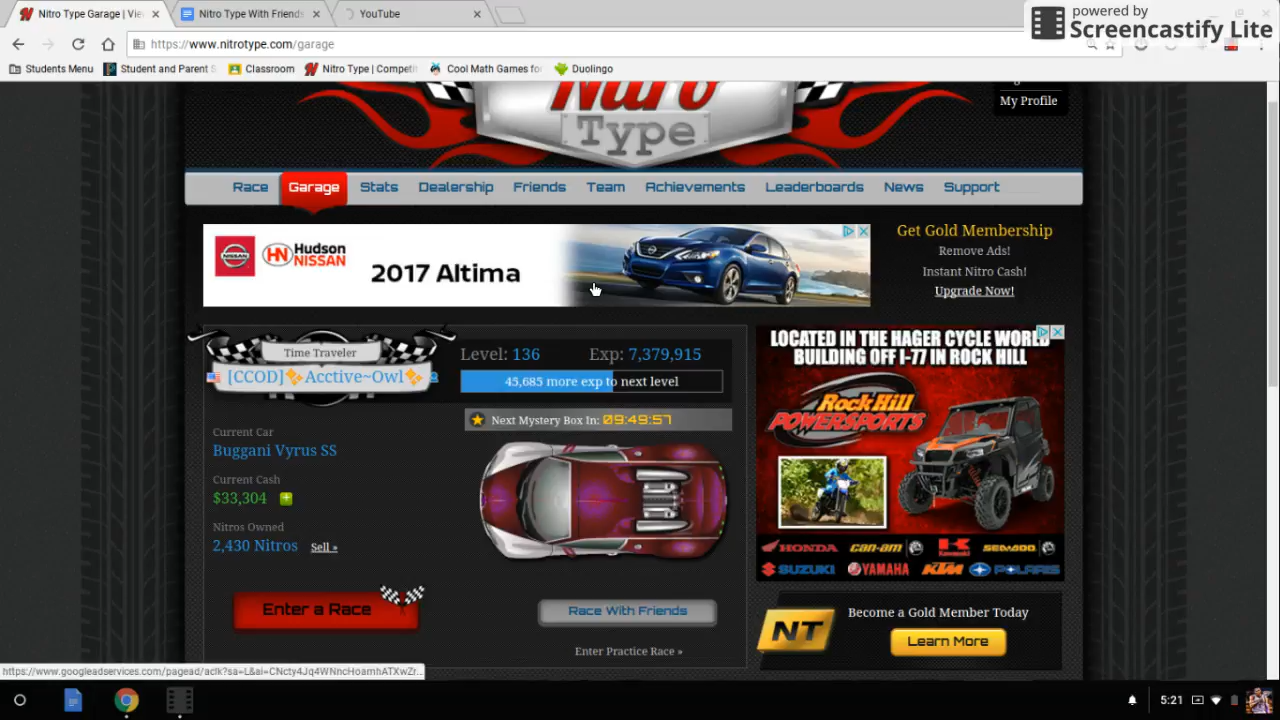 Nitro Type Garage | Vie
Nitro Type With Friends
YouTube
powered by
Screencastify Lite
https://www.nitrotype.com/garage
Students Menu
Student and Parent S
Classroom
Nitro Type | Competi
Cool Math Games fo
Duolingo
Nitro
Type
My Profile
Race
Garage
Stats
Dealership
Friends
Team
Achievements
Leaderboards
News
Support
HN
Hudson
NISSAN
2017 Altima
Get Gold Membership
Remove Ads!
Instant Nitro Cash!
Upgrade Now!
Time Traveler
[CCOD]✨Acctive~Owl✨
Level: 136
Exp: 7,379,915
45,685 more exp to next level
Next Mystery Box In: 09:49:57
Current Car
Buggani Vyrus SS
Current Cash
$33,304
Nitros Owned
2,430 Nitros
Sell »
Enter a Race
Race With Friends
Enter Practice Race »
LOCATED IN THE HAGER CYCLE WORLD
BUILDING OFF I-77 IN ROCK HILL
Rock Hill
POWERSPORTS
HONDA
can-am
Kawasaki
SEA-DOO
SUZUKI
YAMAHA
KTM
POLARIS
NT
Become a Gold Member Today
Learn More
https://www.googleadservices.com/pagead/aclk?sa=L&ai=CNcty4Jq4WNncHoamhATXwZr...
5:21